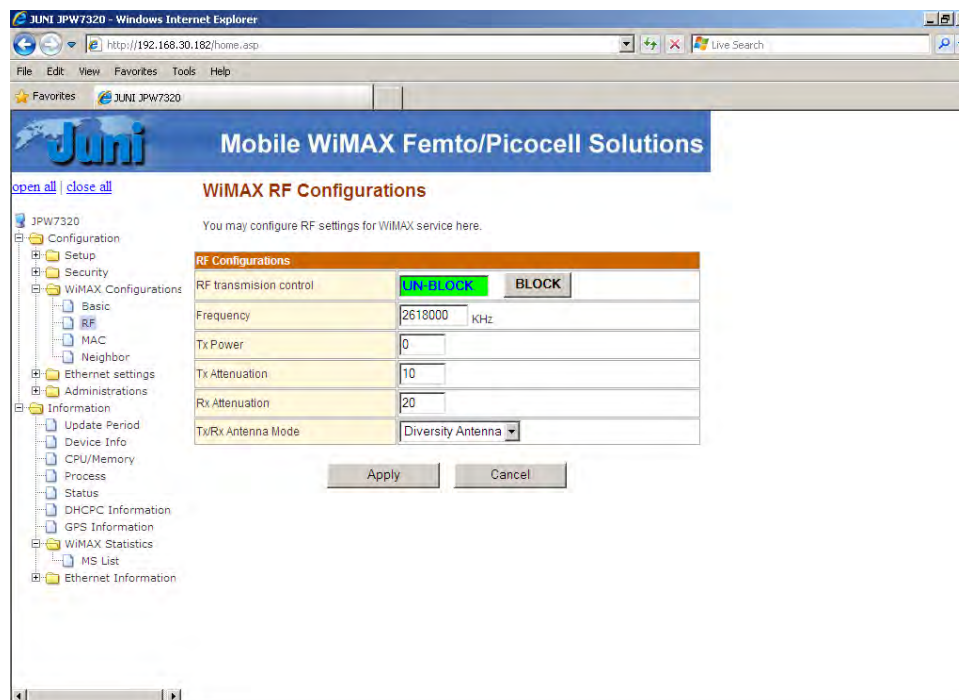 JUNI JPW7320 - Windows Internet Explorer
http://192.168.30.182/home.asp
Live Search
File Edit View Favorites Tools Help
Favorites
JUNI JPW7320
Juni
Mobile WiMAX Femto/Picocell Solutions
open all | close all
JPW7320
Configuration
Setup
Security
WiMAX Configurations
Basic
RF
MAC
Neighbor
Ethernet settings
Administrations
Information
Update Period
Device Info
CPU/Memory
Process
Status
DHCPC Information
GPS Information
WiMAX Statistics
MS List
Ethernet Information
WiMAX RF Configurations
You may configure RF settings for WiMAX service here.
RF Configurations
RF transmision control UN-BLOCK BLOCK
Frequency 2618000 KHz
Tx Power 0
Tx Attenuation 10
Rx Attenuation 20
Tx/Rx Antenna Mode Diversity Antenna
Apply Cancel